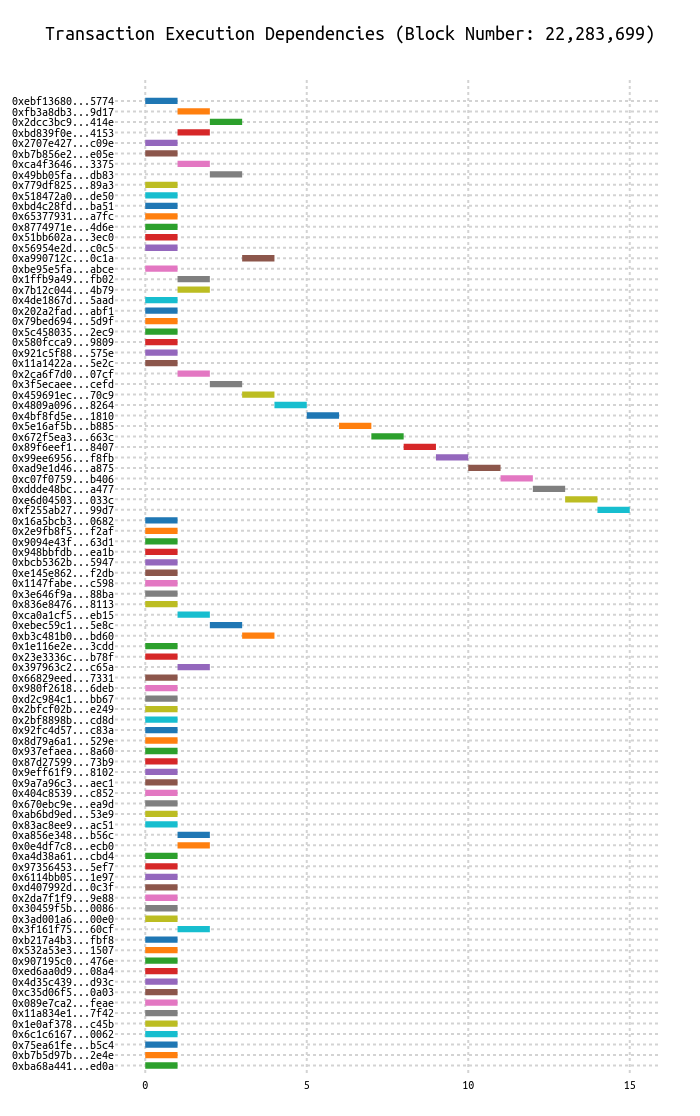 Transaction Execution Dependencies (Block Number: 22,283,699)
0xebf13680...5774
0xfb3a8db3...9d17
0x2dcc3bc9...414e
0xbd839f0e...4153
0x2707e427...c09e
0xb7b856e2...e05e
0xca4f3646...3375
0x49bb05fa...db83
0x779df825...89a3
0x518472a0...de50
0xbd4c28fd...ba51
0x65377931...a7fc
0x8774971e...4d6e
0x51bb602a...3ec0
0x56954e2d...c0c5
0xa990712c...0c1a
0xbe95e5fa...abce
0x1ffb9a49...fb02
0x7b12c044...4b79
0x4de1867d...5aad
0x202a2fad...abf1
0x79bed694...5d9f
0x5c458035...2ec9
0x580fcca9...9809
0x921c5f88...575e
0x11a1422a...5e2c
0x2ca6f7d0...07cf
0x3f5ecaee...cefd
0x459691ec...70c9
0x4809a096...8264
0x4bf8fd5e...1810
0x5e16af5b...b885
0x672f5ea3...663c
0x89f6eef1...8407
0x99ee6956...f8fb
0xad9e1d46...a875
0xc07f0759...b406
0xddde48bc...a477
0xe6d04503...033c
0xf255ab27...99d7
0x16a5bcb3...0682
0x2e9fb8f5...f2af
0x9094e43f...63d1
0x948bbfdb...ea1b
0xbcb5362b...5947
0xe145e862...f2db
0x1147fabe...c598
0x3e646f9a...88ba
0x836e8476...8113
0xca0a1cf5...eb15
0xebec59c1...5e8c
0xb3c481b0...bd60
0x1e116e2e...3cdd
0x23e3336c...b78f
0x397963c2...c65a
0x66829eed...7331
0x980f2618...6deb
0xd2c984c1...bb67
0x2bfcf02b...e249
0x2bf8898b...cd8d
0x92fc4d57...c83a
0x8d79a6a1...529e
0x937efaea...8a60
0x87d27599...73b9
0x9eff61f9...8102
0x9a7a96c3...aec1
0x404c8539...c852
0x670ebc9e...ea9d
0xab6bd9ed...53e9
0x83ac8ee9...ac51
0xa856e348...b56c
0x0e4df7c8...ecb0
0xa4d38a61...cbd4
0x97356453...5ef7
0x6114bb05...1e97
0xd407992d...0c3f
0x2da7f1f9...9e88
0x30459f5b...0086
0x3ad001a6...00e0
0x3f161f75...60cf
0xb217a4b3...fbf8
0x532a53e3...1507
0x907195c0...476e
0xed6aa0d9...08a4
0x4d35c439...d93c
0xc35d06f5...0a03
0x089e7ca2...feae
0x11a834e1...7f42
0x1e0af378...c45b
0x6c1c6167...0062
0x75ea61fe...b5c4
0xb7b5d97b...2e4e
0xba68a441...ed0a
0 5 10 15